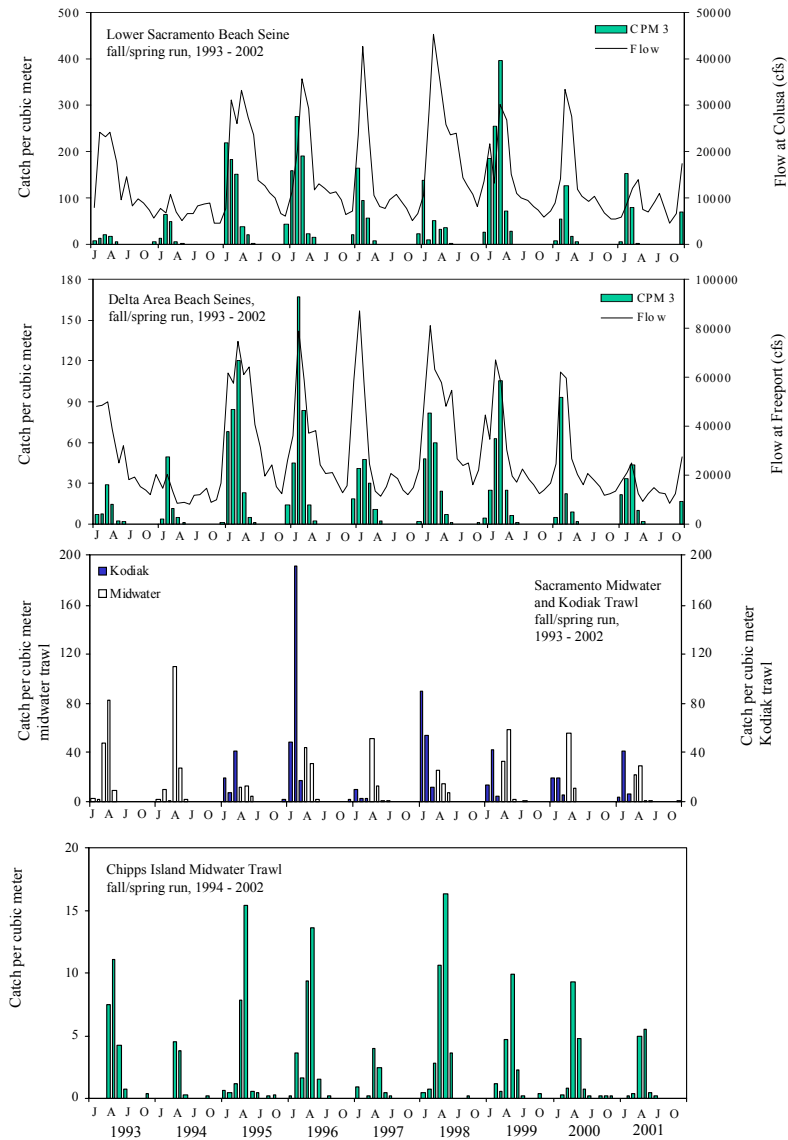 Lower Sacramento Beach Seine
fall/spring run, 1993 - 2002
CPM 3
Flow
Catch per cubic meter
500
400
300
200
100
0
Flow at Colusa (cfs)
50000
40000
30000
20000
10000
0
J A J O J A J O J A J O J A J O J A J O J A J O J A J O J A J O J A J O
Delta Area Beach Seines,
fall/spring run, 1993 - 2002
CPM 3
Flow
Catch per cubic meter
180
150
120
90
60
30
0
Flow at Freeport (cfs)
100000
80000
60000
40000
20000
0
J A J O J A J O J A J O J A J O J A J O J A J O J A J O J A J O J A J O
Kodiak
Midwater
Sacramento Midwater
and Kodiak Trawl
fall/spring run,
1993 - 2002
Catch per cubic meter
midwater trawl
200
160
120
80
40
0
Catch per cubic meter
Kodiak trawl
200
160
120
80
40
0
J A J O J A J O J A J O J A J O J A J O J A J O J A J O J A J O J A J O
Chipps Island Midwater Trawl
fall/spring run, 1994 - 2002
Catch per cubic meter
20
15
10
5
0
J A J O J A J O J A J O J A J O J A J O J A J O J A J O J A J O J A J O
1993 1994 1995 1996 1997 1998 1999 2000 2001